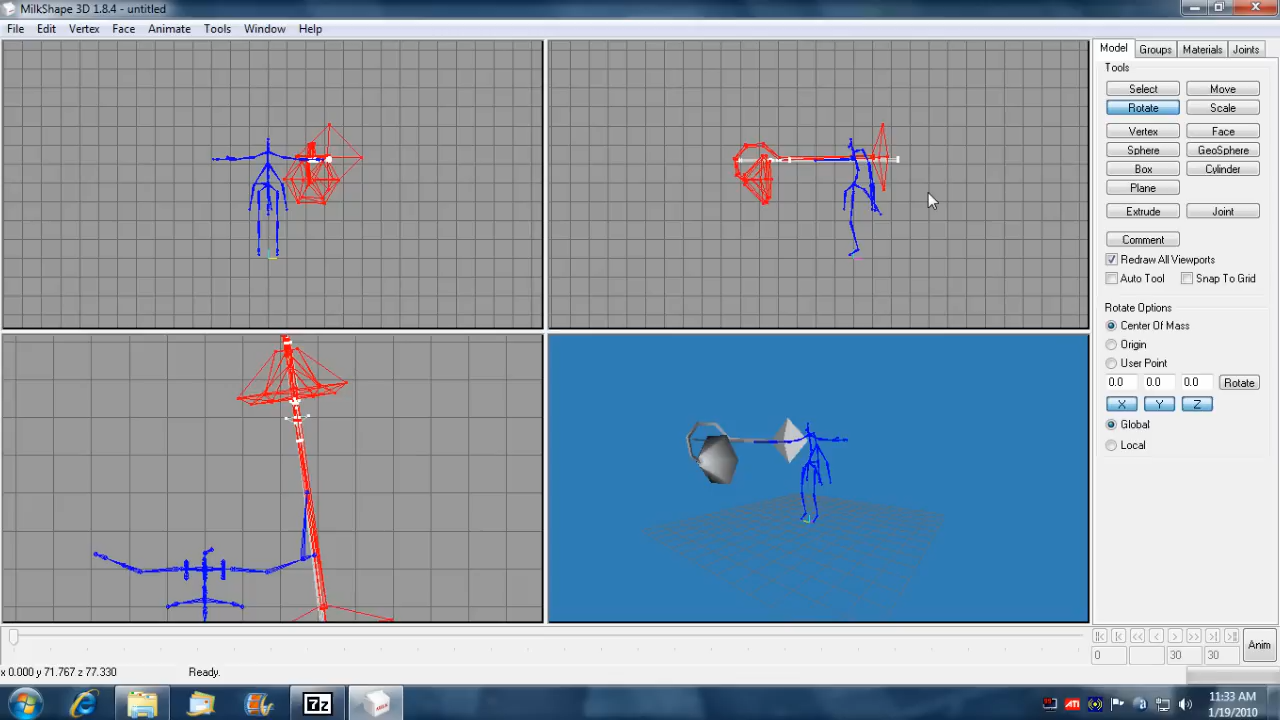 MilkShape 3D 1.8.4 - untitled
File Edit Vertex Face Animate Tools Window Help
Model Groups Materials Joints
Tools
Select Move
Rotate Scale
Vertex Face
Sphere GeoSphere
Box Cylinder
Plane
Extrude Joint
Comment
Redraw All Viewports
Auto Tool Snap To Grid
Rotate Options
Center Of Mass
Origin
User Point
0.0 0.0 0.0 Rotate
X Y Z
Global
Local
0 30 30 Anim
x 0.000 y 71.767 z 77.330 Ready.
7z
ATI
11:33 AM
1/19/2010